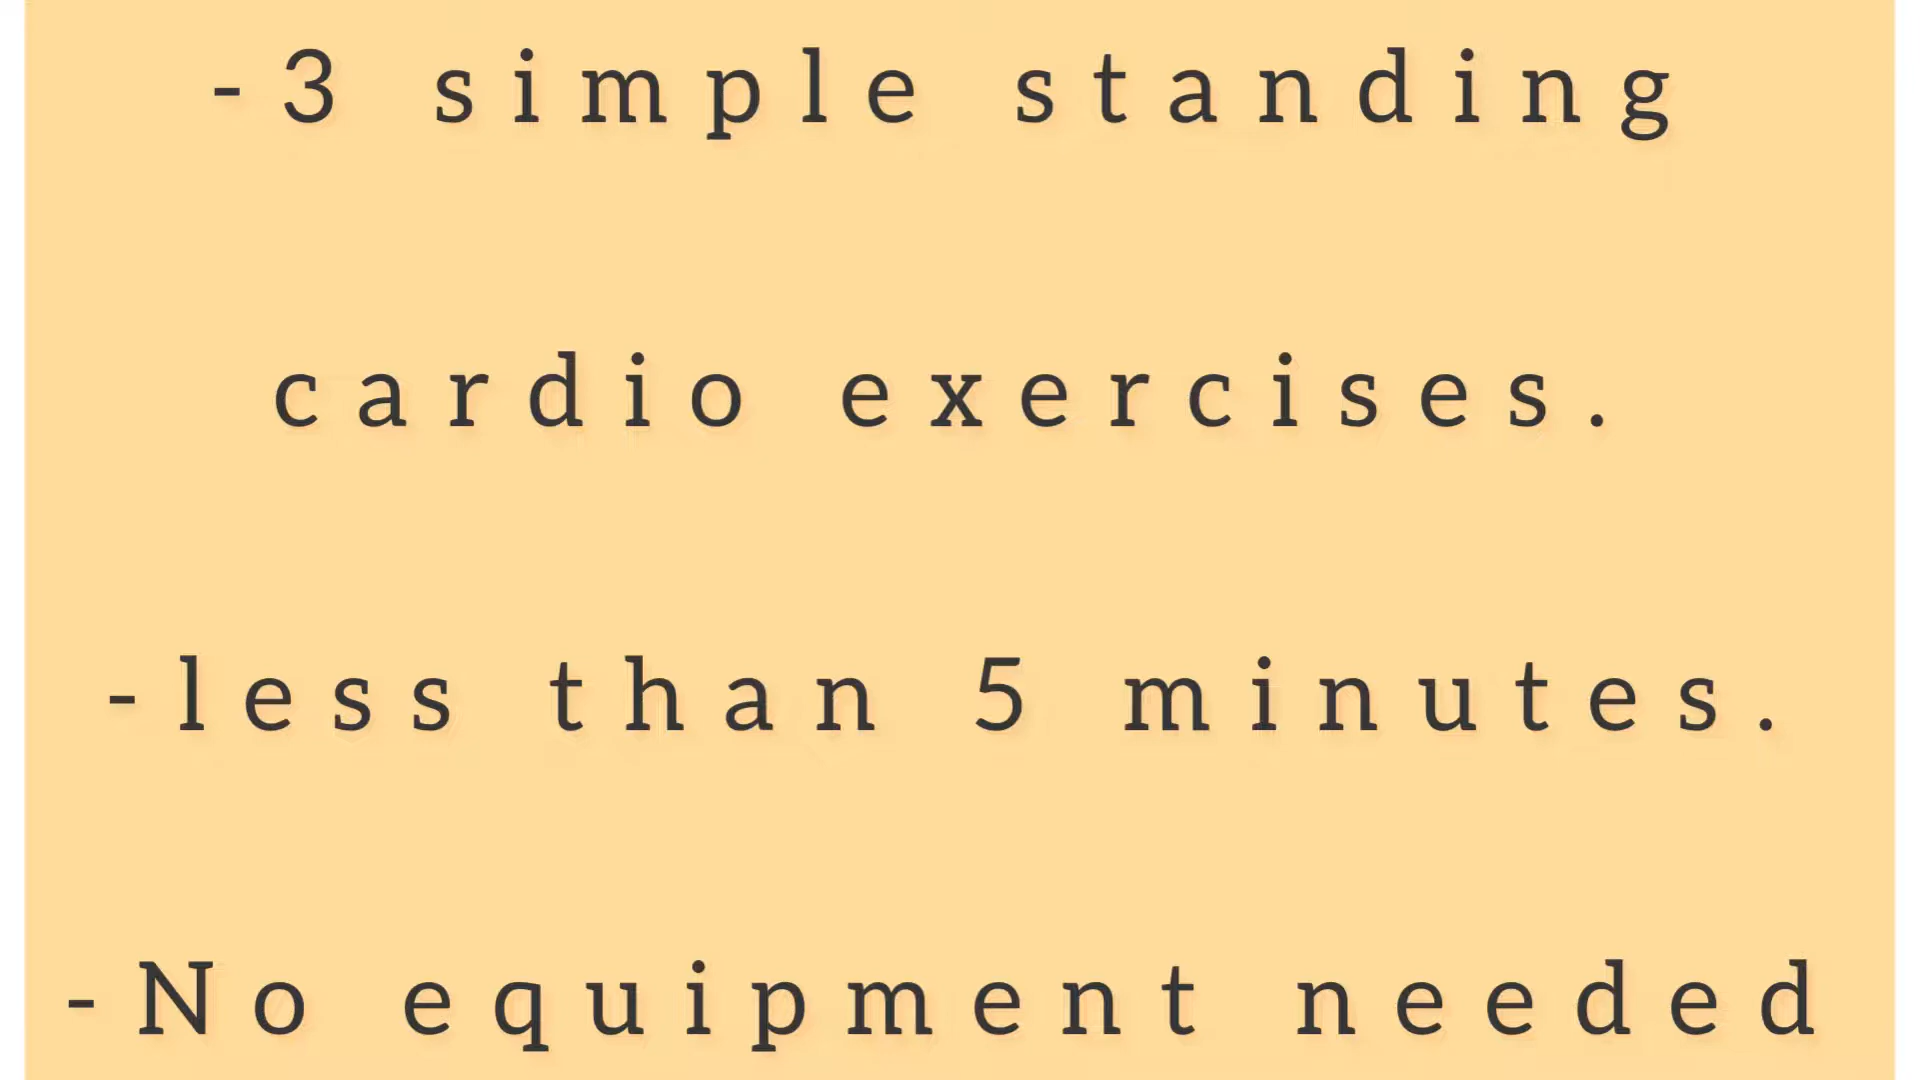 -3 simple standing
cardio exercises.
-less than 5 minutes.
-No equipment needed